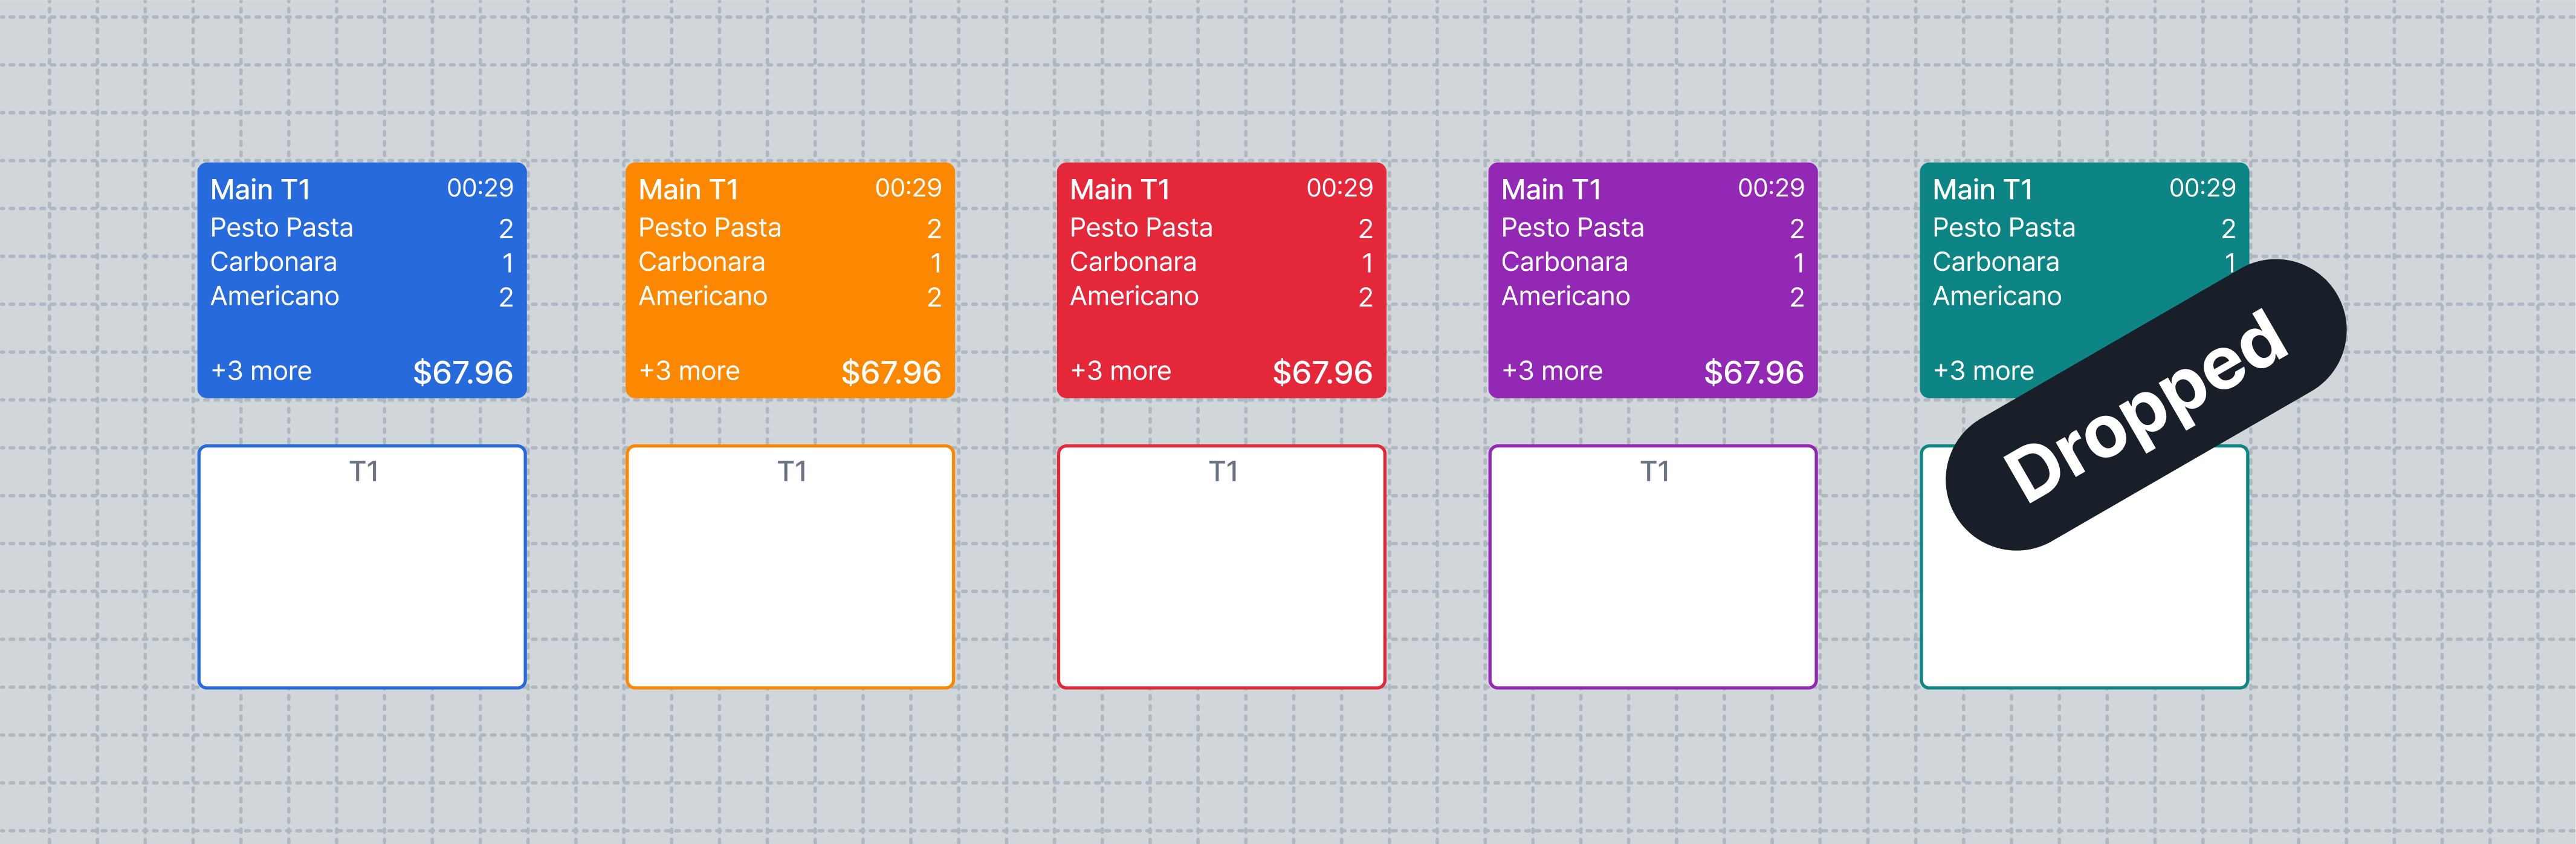 Main T1 00:29
Pesto Pasta 2
Carbonara 1
Americano 2
+3 more $67.96
Main T1 00:29
Pesto Pasta 2
Carbonara 1
Americano 2
+3 more $67.96
Main T1 00:29
Pesto Pasta 2
Carbonara 1
Americano 2
+3 more $67.96
Main T1 00:29
Pesto Pasta 2
Carbonara 1
Americano 2
+3 more $67.96
Main T1 00:29
Pesto Pasta 2
Carbonara 1
Americano
+3 more
Dropped
T1
T1
T1
T1